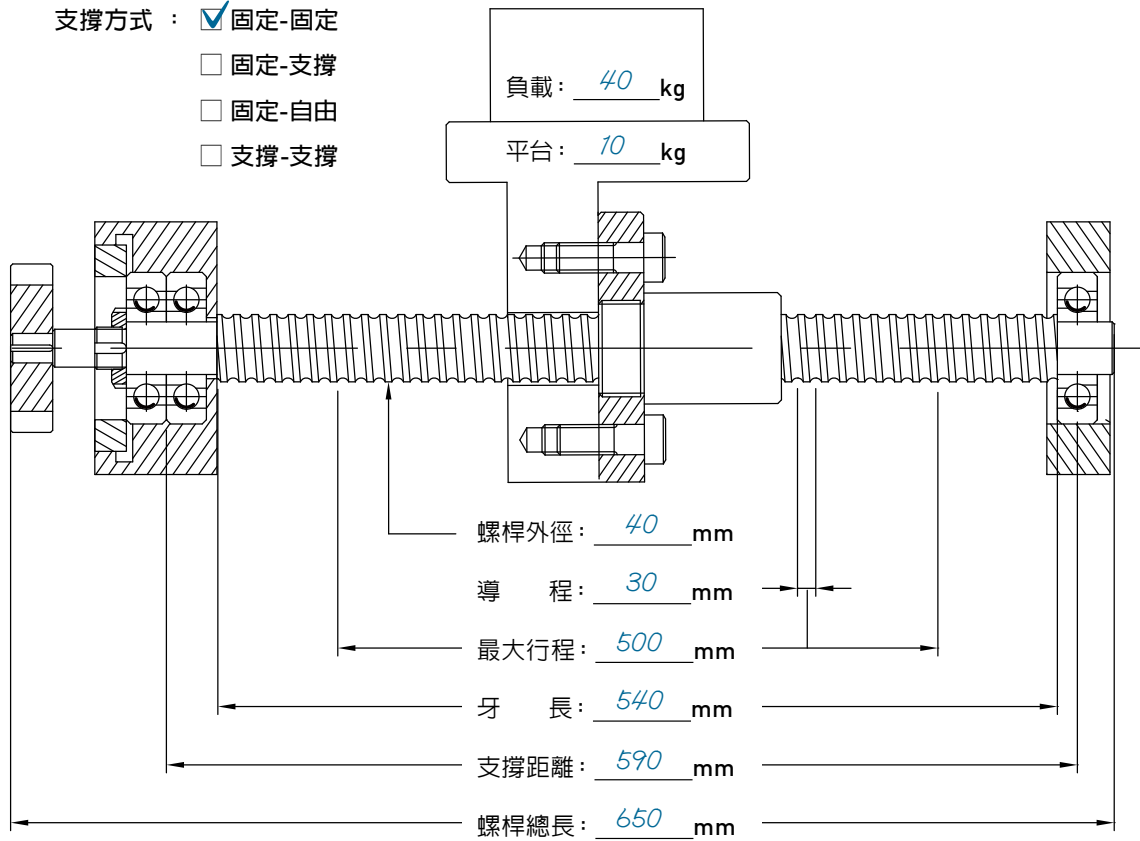 支撐方式 : 固定-固定
固定-支撐
固定-自由
支撐-支撐
負載: 40 kg
平台: 10 kg
螺桿外徑: 40 mm
導 程: 30 mm
最大行程: 500 mm
牙 長: 540 mm
支撐距離: 590 mm
螺桿總長: 650 mm